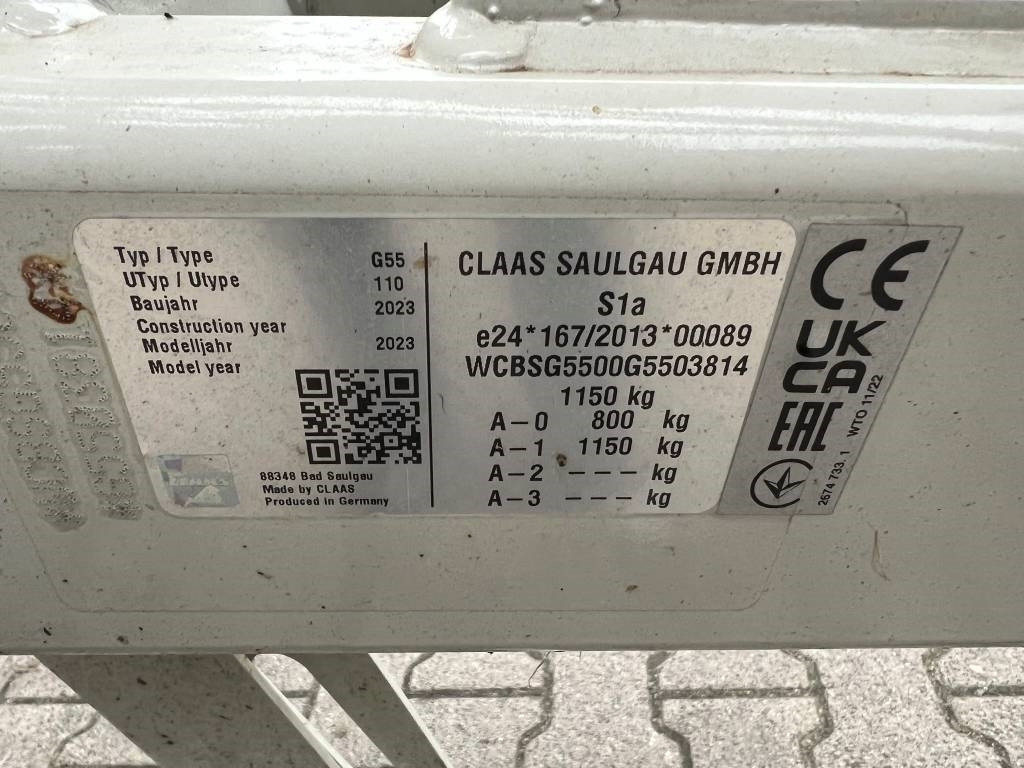 Typ / Type G55
UTyp / Utype 110
Baujahr 2023
Construction year
Modelljahr 2023
Model year
88348 Bad Saulgau
Made by CLAAS
Produced in Germany
CLAAS SAULGAU GMBH
S1a
e24*167/2013*00089
WCBSG5500G5503814
1150 kg
A-0 800 kg
A-1 1150 kg
A-2 --- kg
A-3 --- kg
CE
UK
CA
EAC
WTO 11/22
2674 733. 1